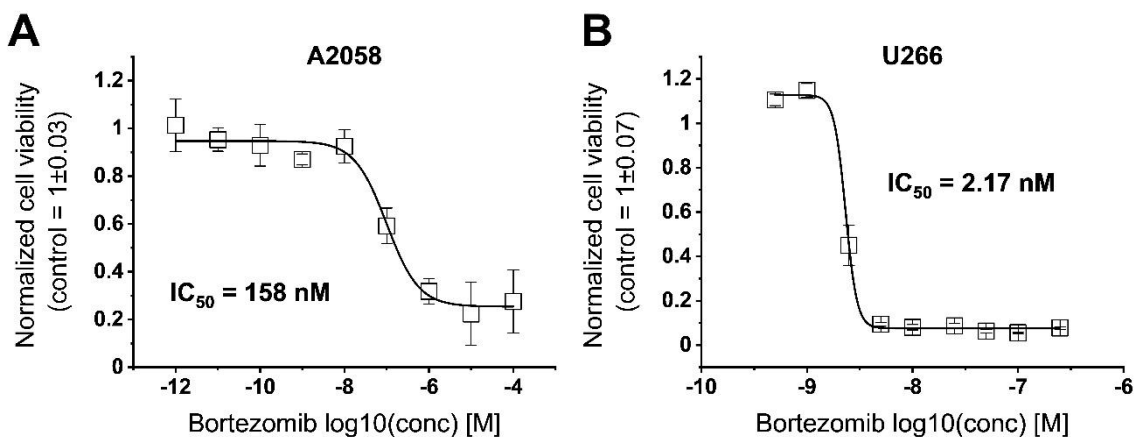 A
A2058
Normalized cell viability
(control = 1±0.03)
1.2
1
0.8
0.6
0.4
0.2
0
IC50 = 158 nM
-12
-10
-8
-6
-4
Bortezomib log10(conc) [M]
B
U266
Normalized cell viability
(control = 1±0.07)
1.2
1
0.8
0.6
0.4
0.2
0
IC50 = 2.17 nM
-10
-9
-8
-7
-6
Bortezomib log10(conc) [M]